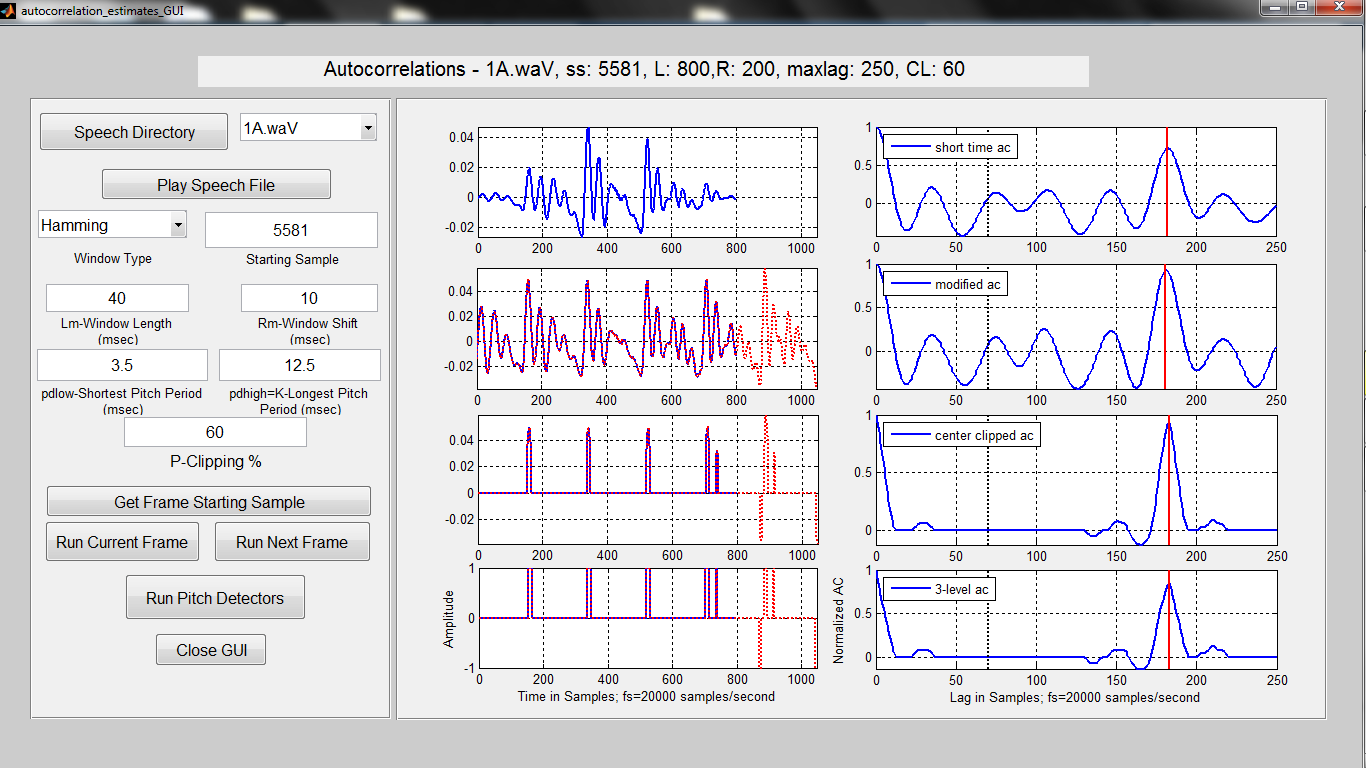 autocorrelation_estimates_GUI
Autocorrelations - 1A.waV, ss: 5581, L: 800,R: 200, maxlag: 250, CL: 60
Speech Directory
1A.waV
Play Speech File
Hamming
5581
Window Type
Starting Sample
40
10
Lm-Window Length
(msec)
Rm-Window Shift
(msec)
3.5
12.5
pdlow-Shortest Pitch Period
(msec)
pdhigh=K-Longest Pitch
Period (msec)
60
P-Clipping %
Get Frame Starting Sample
Run Current Frame
Run Next Frame
Run Pitch Detectors
Close GUI
0.04
0.02
0
-0.02
0 200 400 600 800 1000
1
0.5
0
short time ac
0 50 100 150 200 250
0.04
0.02
0
-0.02
0 200 400 600 800 1000
1
0.5
0
modified ac
0 50 100 150 200 250
0.04
0.02
0
-0.02
0 200 400 600 800 1000
1
0.5
0
center clipped ac
0 50 100 150 200 250
Amplitude
1
0
-1
0 200 400 600 800 1000
Time in Samples; fs=20000 samples/second
Normalized AC
1
0.5
0
3-level ac
0 50 100 150 200 250
Lag in Samples; fs=20000 samples/second